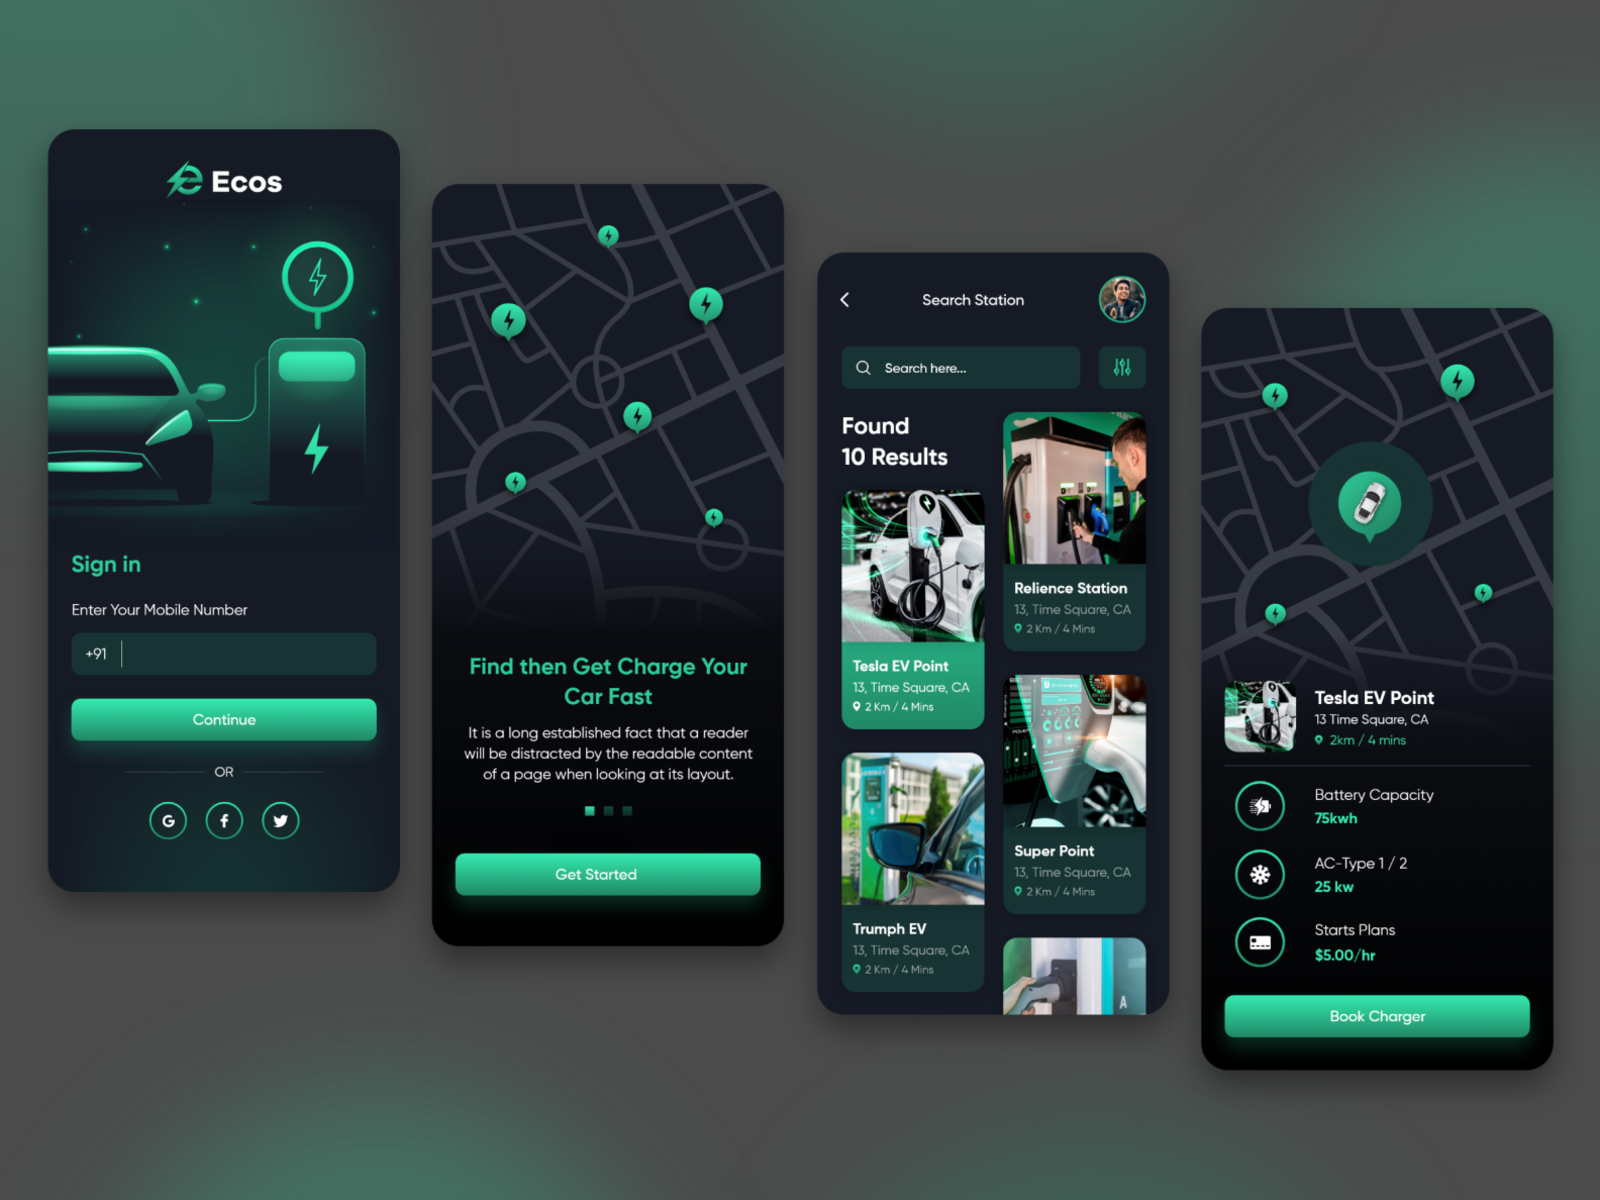 Ecos
Sign in
Enter Your Mobile Number
+91
Continue
OR
Find then Get Charge Your
Car Fast
It is a long established fact that a reader
will be distracted by the readable content
of a page when looking at its layout.
Get Started
Search Station
Search here...
Found
10 Results
Tesla EV Point
13, Time Square, CA
2 Km / 4 Mins
Trumph EV
13, Time Square, CA
2 Km / 4 Mins
Relience Station
13, Time Square, CA
2 Km / 4 Mins
Super Point
13, Time Square, CA
2 Km / 4 Mins
A
Tesla EV Point
13 Time Square, CA
2km / 4 mins
Battery Capacity
75kwh
AC-Type 1 / 2
25 kw
Starts Plans
$5.00/hr
Book Charger